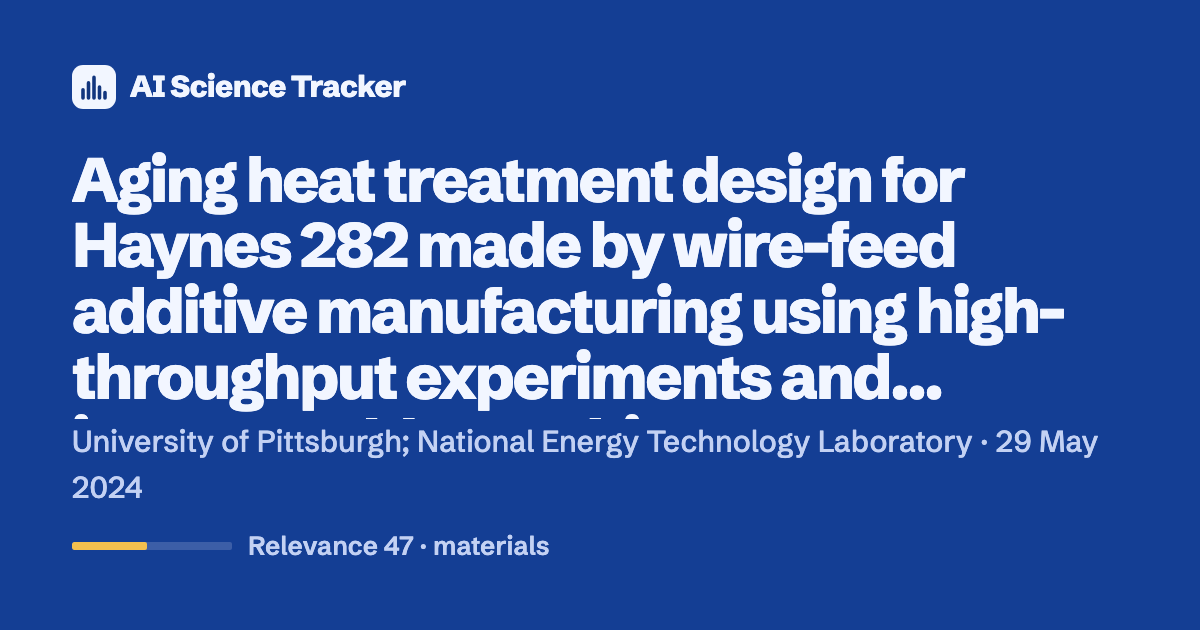 AI Science Tracker
Aging heat treatment design for
Haynes 282 made by wire-feed
additive manufacturing using high-
throughput experiments and...
University of Pittsburgh; National Energy Technology Laboratory · 29 May
2024
Relevance 47 · materials